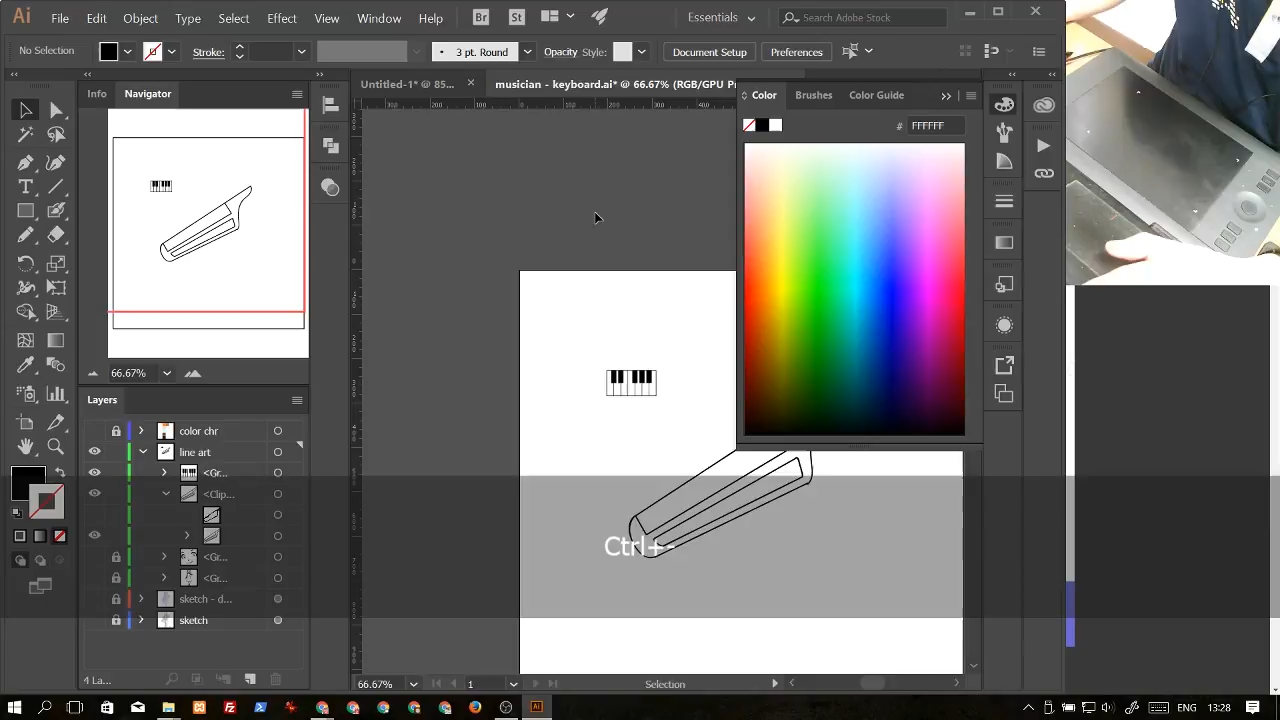 Ai File Edit Object Type Select Effect View Window Help Br St Essentials Search Adobe Stock
No Selection Stroke: 3 pt. Round Opacity Style: Document Setup Preferences
Untitled-1* @ 85... × musician - keyboard.ai* @ 66.67% (RGB/GPU Pr
Info Navigator
Color Brushes Color Guide
# FFFFFF
66.67%
Layers
color chr
line art
<Gr...
<Clip...
<Gr...
<Gr...
sketch - d...
sketch
4 La...
Ctrl+-
66.67% 1 Selection
ENG 13:28